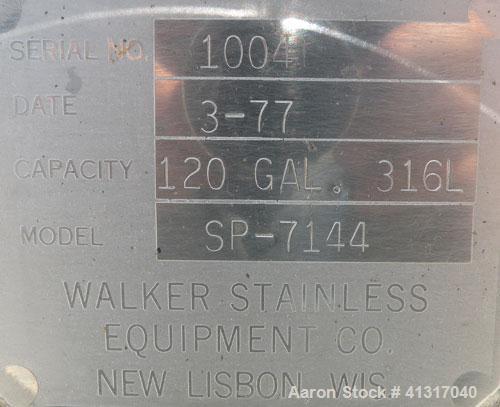 SERIAL NO. 1004
DATE 3-77
CAPACITY 120 GAL. 316L
MODEL SP-7144
WALKER STAINLESS
EQUIPMENT CO.
NEW LISBON, WIS.
Aaron Stock # 41317040